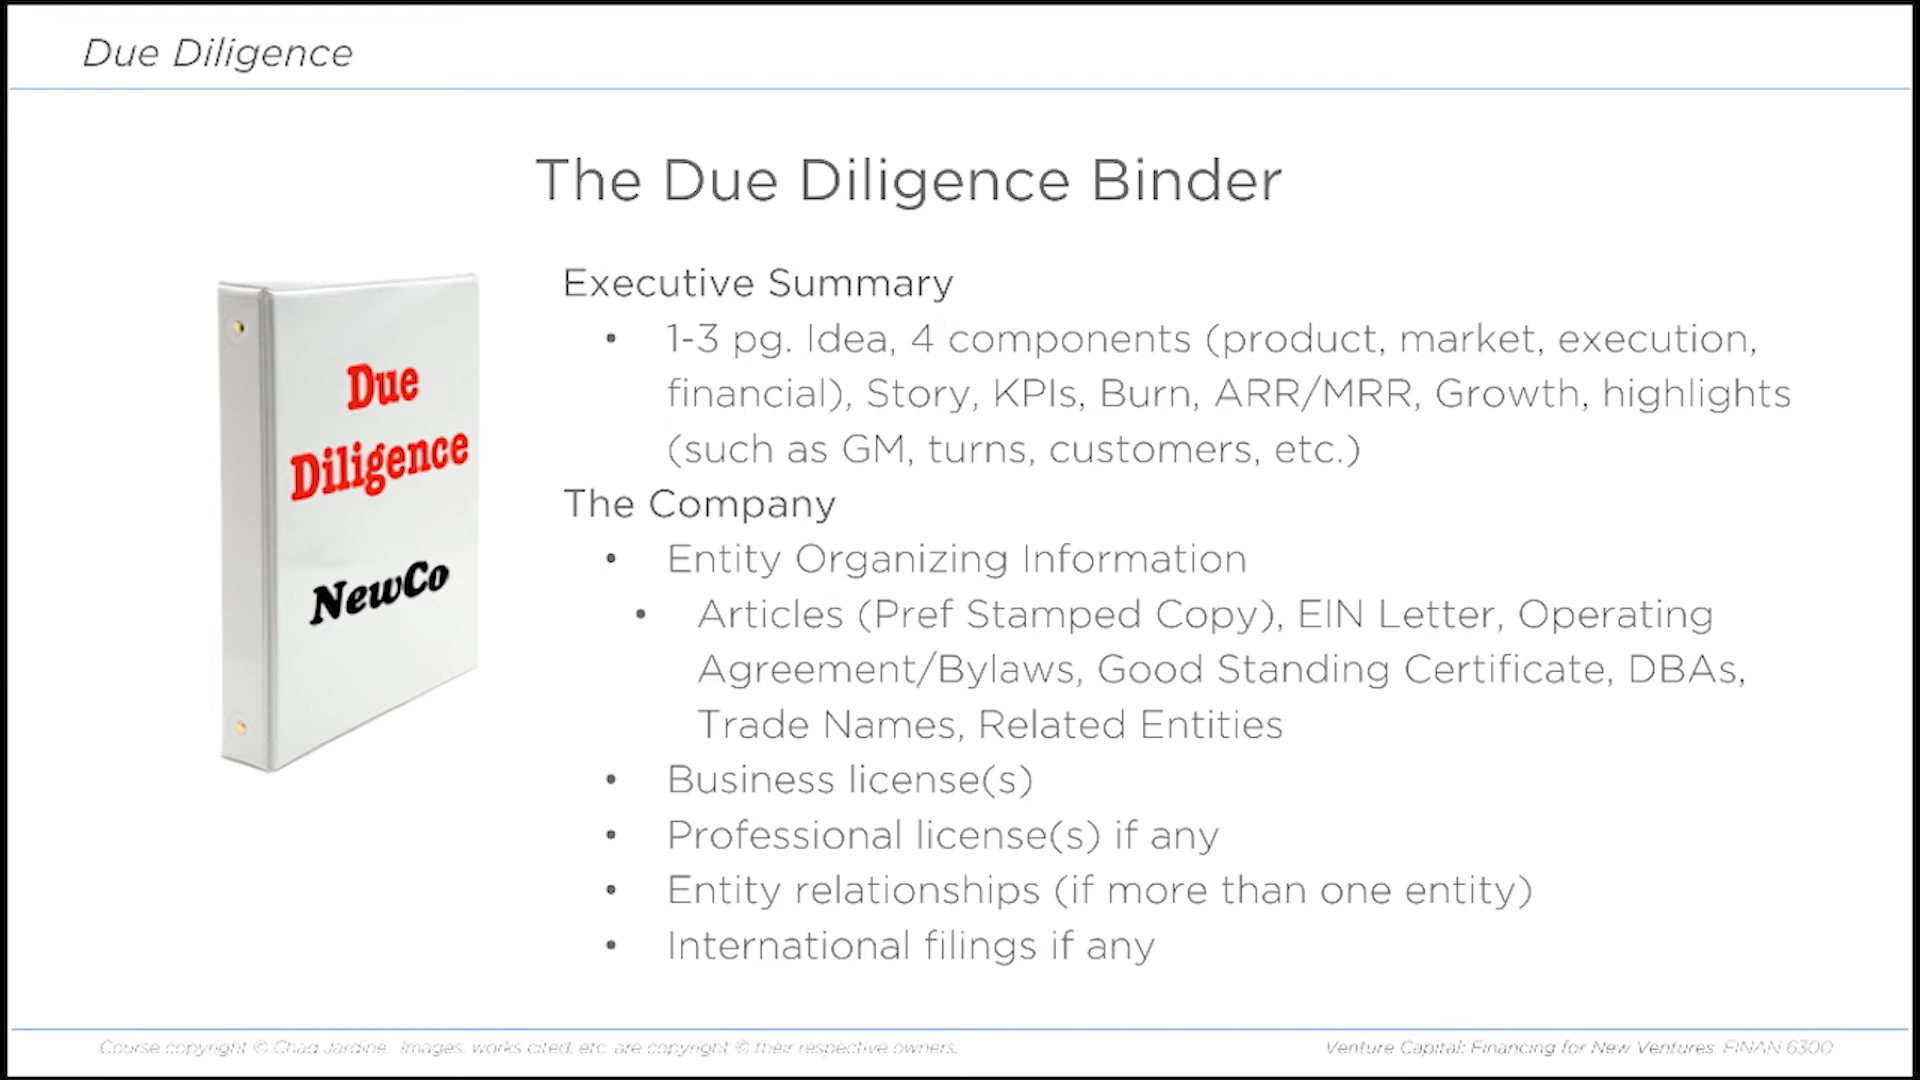 Due Diligence
The Due Diligence Binder
Due
Diligence
NewCo
Executive Summary
• 1-3 pg. Idea, 4 components (product, market, execution,
financial), Story, KPIs, Burn, ARR/MRR, Growth, highlights
(such as GM, turns, customers, etc.)
The Company
• Entity Organizing Information
• Articles (Pref Stamped Copy), EIN Letter, Operating
Agreement/Bylaws, Good Standing Certificate, DBAs,
Trade Names, Related Entities
• Business license(s)
• Professional license(s) if any
• Entity relationships (if more than one entity)
• International filings if any
Course copyright © Chad Jardine. Images, works cited, etc. are copyright © their respective owners.
Venture Capital: Financing for New Ventures FINAN 6300